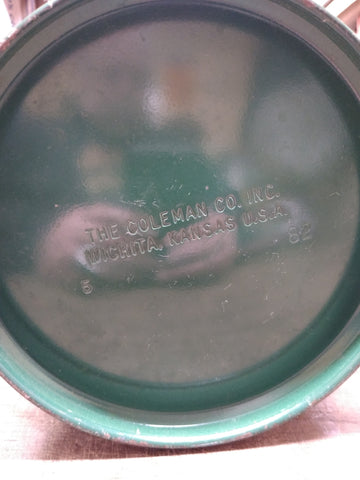 THE COLEMAN CO. INC.
WICHITA, KANSAS U.S.A.
5 82